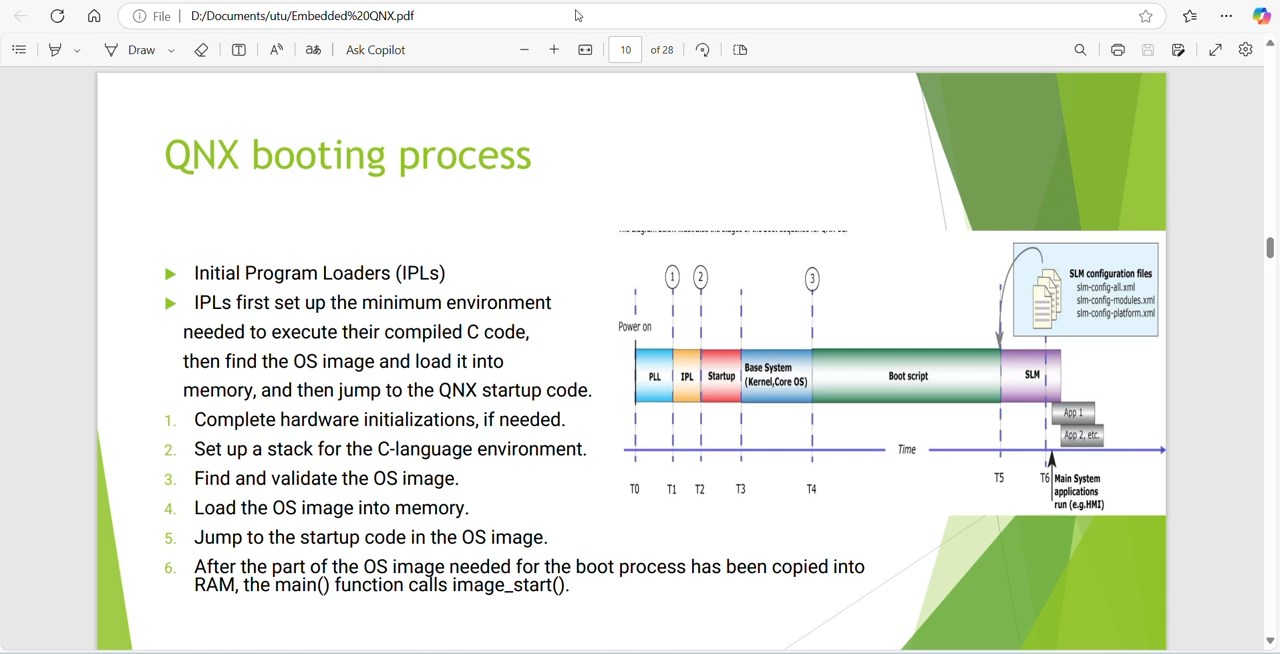 File
D:/Documents/utu/Embedded%20QNX.pdf
Draw
Ask Copilot
10
of 28
QNX booting process
Initial Program Loaders (IPLs)
IPLs first set up the minimum environment
needed to execute their compiled C code,
then find the OS image and load it into
memory, and then jump to the QNX startup code.
1. Complete hardware initializations, if needed.
2. Set up a stack for the C-language environment.
3. Find and validate the OS image.
4. Load the OS image into memory.
5. Jump to the startup code in the OS image.
6. After the part of the OS image needed for the boot process has been copied into
RAM, the main() function calls image_start().
1
2
3
SLM configuration files
slm-config-all.xml
slm-config-modules.xml
slm-config-platform.xml
Power on
PLL
IPL
Startup
Base System
(Kernel,Core OS)
Boot script
SLM
App 1
App 2, etc.
Time
T0
T1
T2
T3
T4
T5
T6
Main System
applications
run (e.g.HMI)